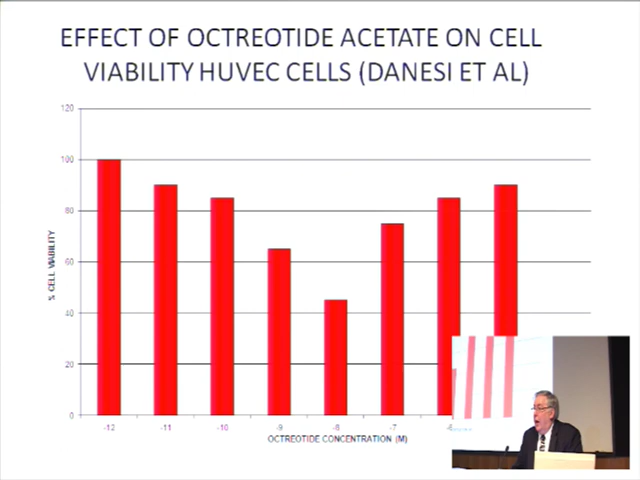 EFFECT OF OCTREOTIDE ACETATE ON CELL
VIABILITY HUVEC CELLS (DANESI ET AL)
120
100
80
60
40
20
0
% CELL VIABILITY
-12 -11 -10 -9 -8 -7
OCTREOTIDE CONCENTRATION (M)